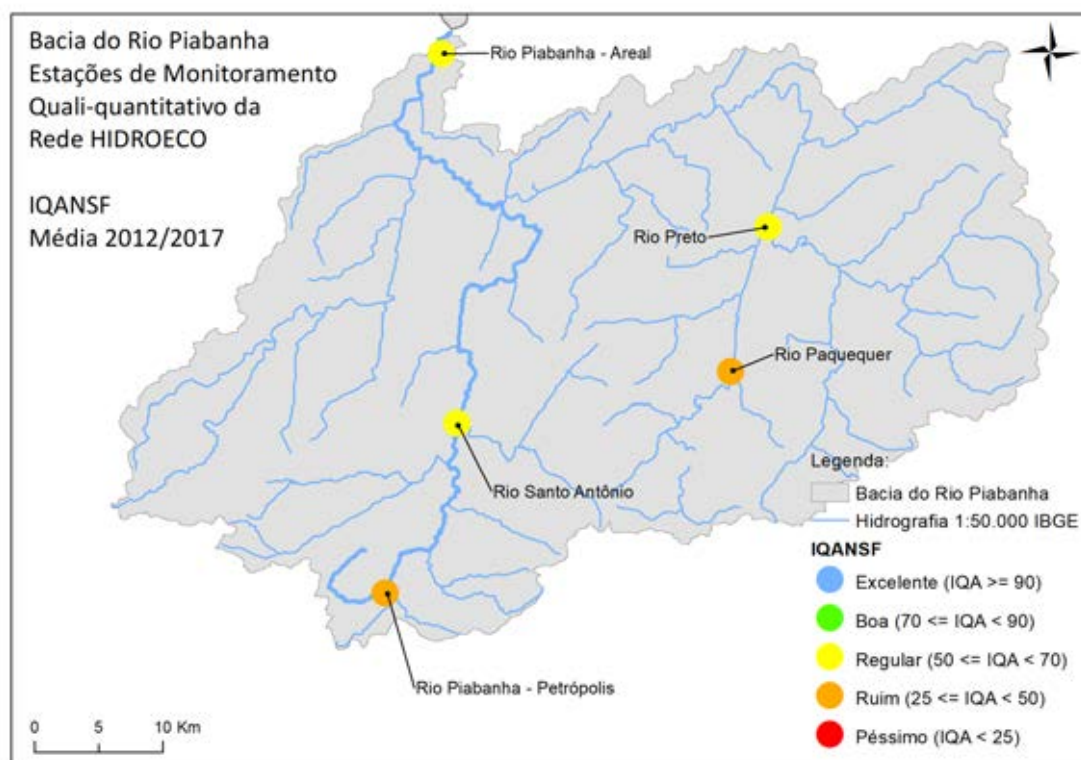 Bacia do Rio Piabanha
Estações de Monitoramento
Quali-quantitativo da
Rede HIDROECO
IQANSF
Média 2012/2017
Rio Piabanha - Areal
Rio Preto
Rio Paquequer
Rio Santo Antônio
Rio Piabanha - Petrópolis
Legenda:
Bacia do Rio Piabanha
Hidrografia 1:50.000 IBGE
IQANSF
Excelente (IQA >= 90)
Boa (70 <= IQA < 90)
Regular (50 <= IQA < 70)
Ruim (25 <= IQA < 50)
Péssimo (IQA < 25)
0 5 10 Km